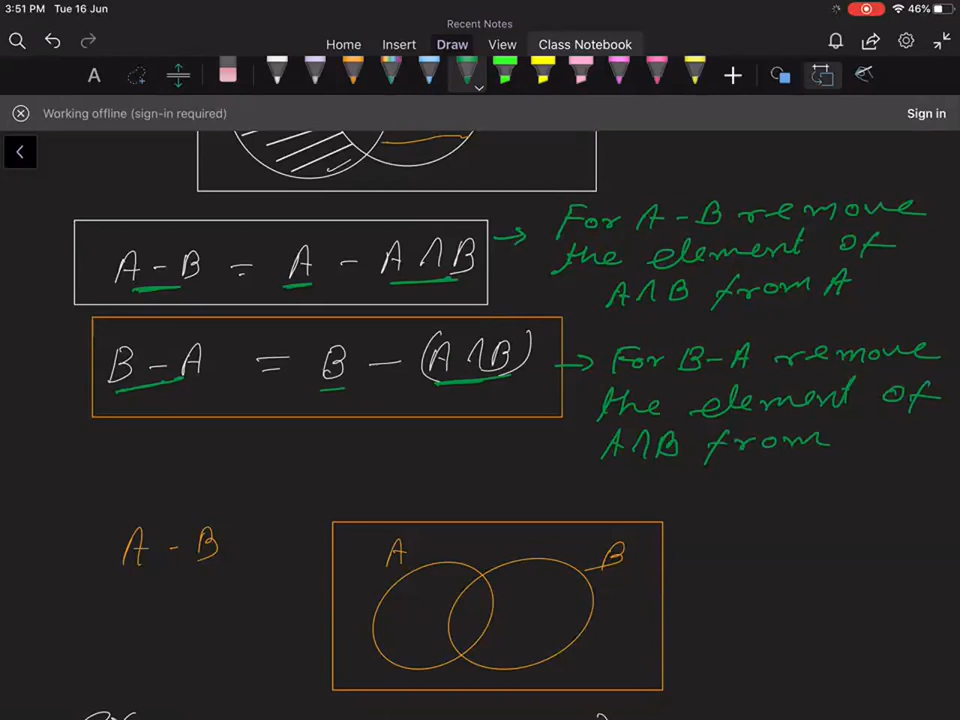 3:51 PM Tue 16 Jun
46%
Recent Notes
Home Insert Draw View Class Notebook
A
Working offline (sign-in required)
Sign in
A - B = A - A ∩ B
For A - B remove
the element of
A ∩ B from A
B - A = B - (A ∩ B)
For B - A remove
the element of
A ∩ B from
A - B
A
B